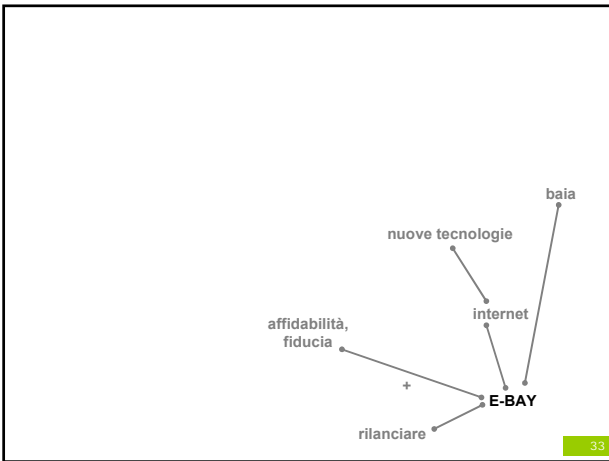 baia
nuove tecnologie
internet
affidabilità,
fiducia
+
E-BAY
rilanciare
33